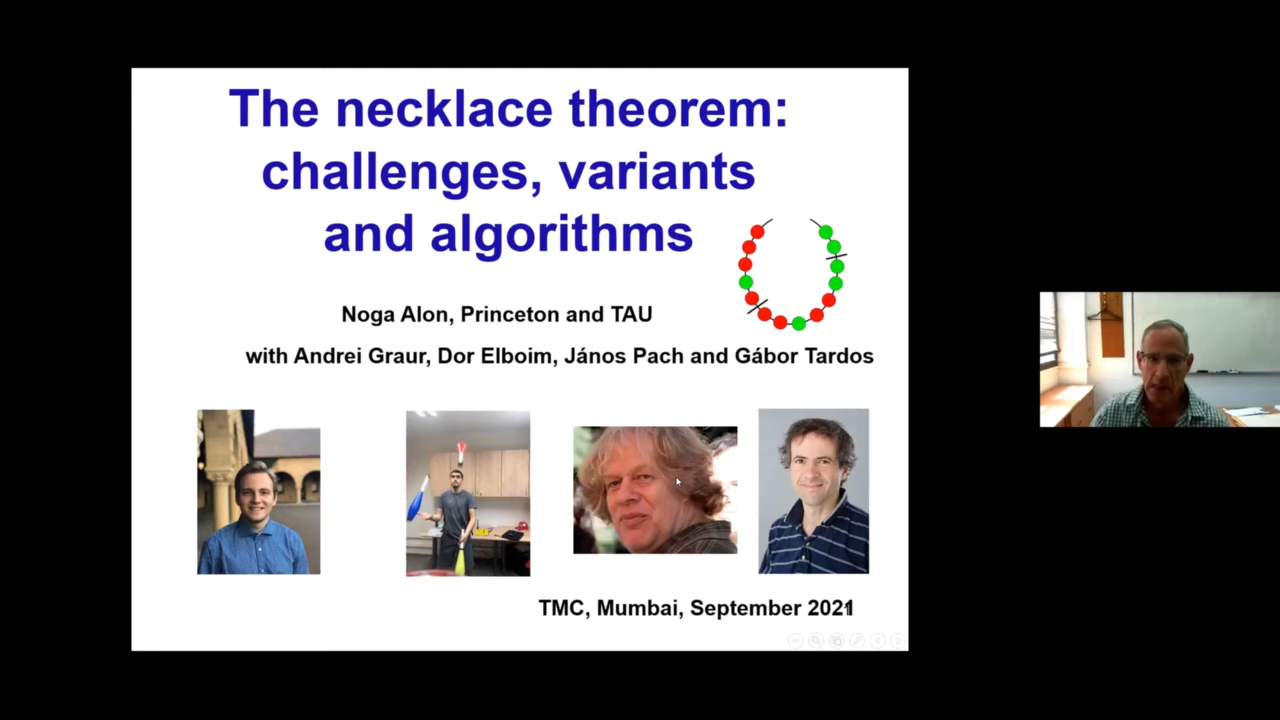 The necklace theorem:
challenges, variants
and algorithms
Noga Alon, Princeton and TAU
with Andrei Graur, Dor Elboim, János Pach and Gábor Tardos
TMC, Mumbai, September 2021